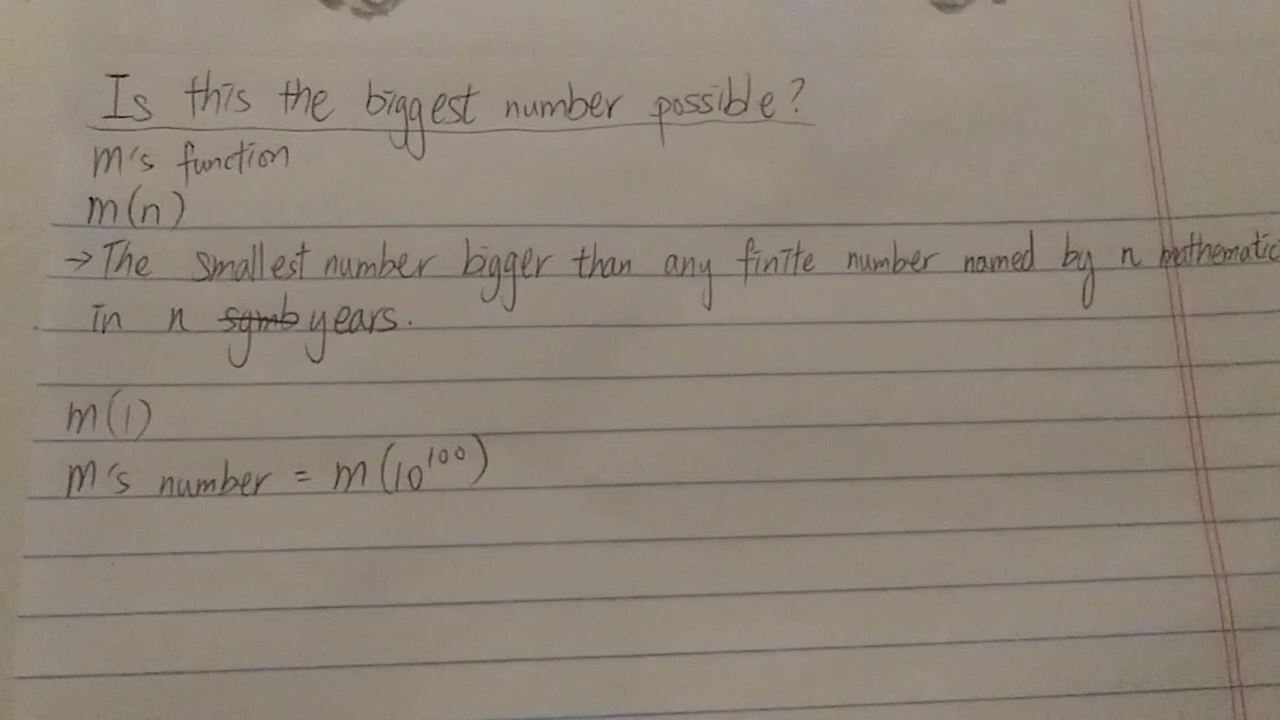 Is this the biggest number possible?
m's function
m(n)
→ The smallest number bigger than any finite number named by n mathematic
in n symb years.
m(1)
m's number = m(10^100)